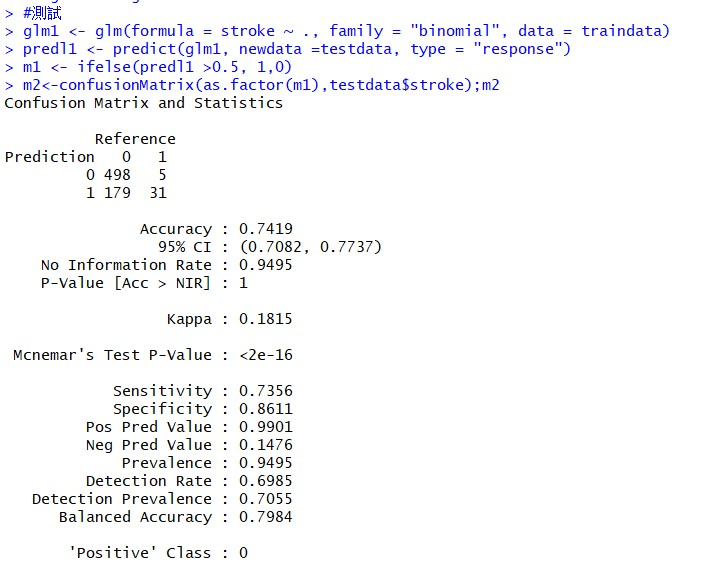 > #測試
> glm1 <- glm(formula = stroke ~ ., family = "binomial", data = traindata)
> predl1 <- predict(glm1, newdata =testdata, type = "response")
> m1 <- ifelse(predl1 >0.5, 1,0)
> m2<-confusionMatrix(as.factor(m1),testdata$stroke);m2
Confusion Matrix and Statistics
Reference
Prediction 0 1
0 498 5
1 179 31
Accuracy : 0.7419
95% CI : (0.7082, 0.7737)
No Information Rate : 0.9495
P-Value [Acc > NIR] : 1
Kappa : 0.1815
Mcnemar's Test P-Value : <2e-16
Sensitivity : 0.7356
Specificity : 0.8611
Pos Pred Value : 0.9901
Neg Pred Value : 0.1476
Prevalence : 0.9495
Detection Rate : 0.6985
Detection Prevalence : 0.7055
Balanced Accuracy : 0.7984
'Positive' Class : 0